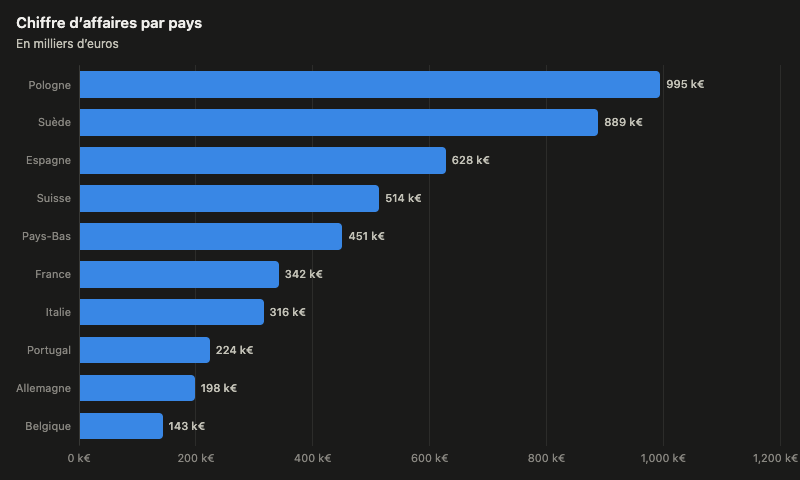 Chiffre d’affaires par pays
En milliers d’euros
Pologne 995 k€
Suède 889 k€
Espagne 628 k€
Suisse 514 k€
Pays-Bas 451 k€
France 342 k€
Italie 316 k€
Portugal 224 k€
Allemagne 198 k€
Belgique 143 k€
0 k€ 200 k€ 400 k€ 600 k€ 800 k€ 1,000 k€ 1,200 k€